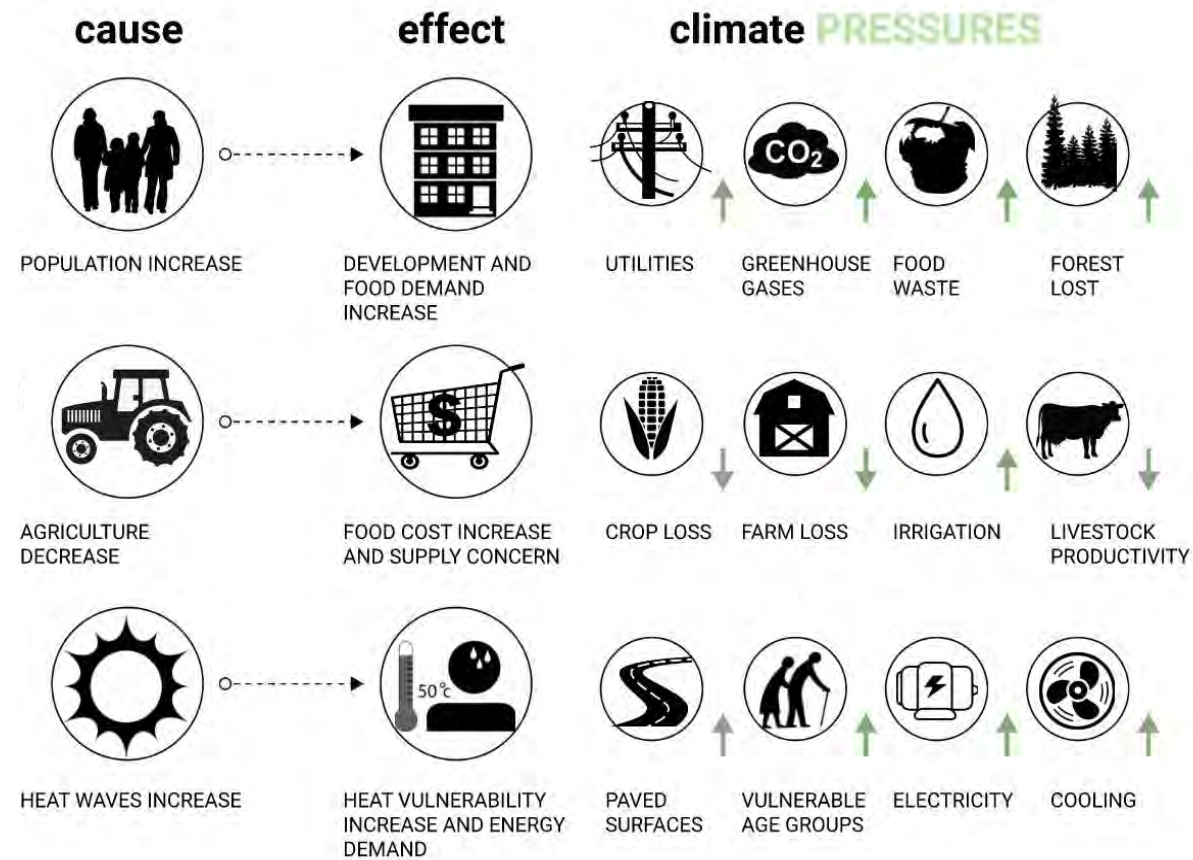 cause
effect
climate PRESSURES
CO₂
POPULATION INCREASE
DEVELOPMENT AND
FOOD DEMAND
INCREASE
UTILITIES
GREENHOUSE
GASES
FOOD
WASTE
FOREST
LOST
$
AGRICULTURE
DECREASE
FOOD COST INCREASE
AND SUPPLY CONCERN
CROP LOSS
FARM LOSS
IRRIGATION
LIVESTOCK
PRODUCTIVITY
50°c
HEAT WAVES INCREASE
HEAT VULNERABILITY
INCREASE AND ENERGY
DEMAND
PAVED
SURFACES
VULNERABLE
AGE GROUPS
ELECTRICITY
COOLING